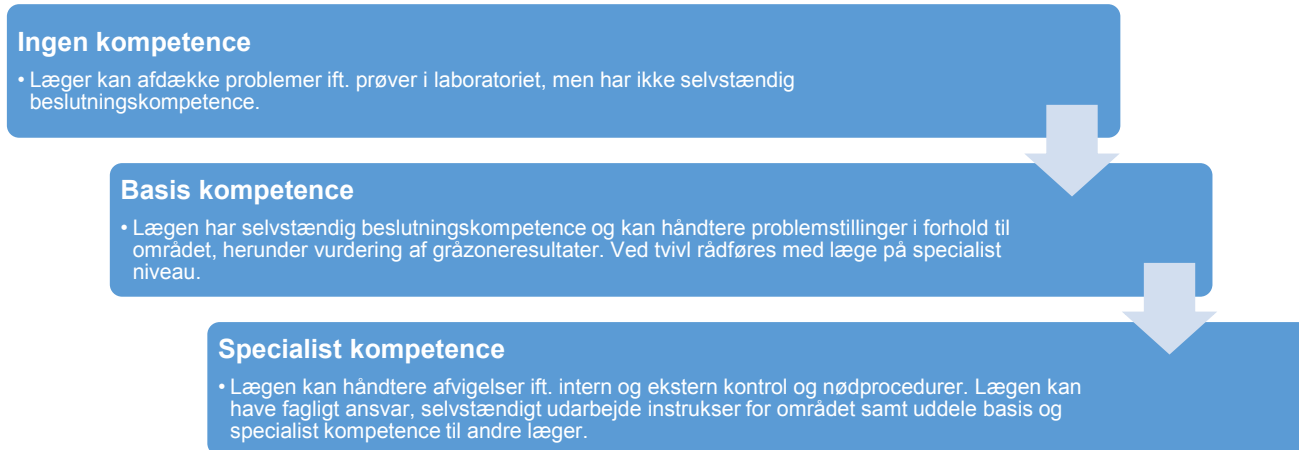 Ingen kompetence
• Læger kan afdække problemer ift. prøver i laboratoriet, men har ikke selvstændig
beslutningskompetence.
Basis kompetence
• Lægen har selvstændig beslutningskompetence og kan håndtere problemstillinger i forhold til
området, herunder vurdering af gråzoneresultater. Ved tvivl rådføres med læge på specialist
niveau.
Specialist kompetence
• Lægen kan håndtere afvigelser ift. intern og ekstern kontrol og nødprocedurer. Lægen kan
have fagligt ansvar, selvstændigt udarbejde instrukser for området samt uddele basis og
specialist kompetence til andre læger.